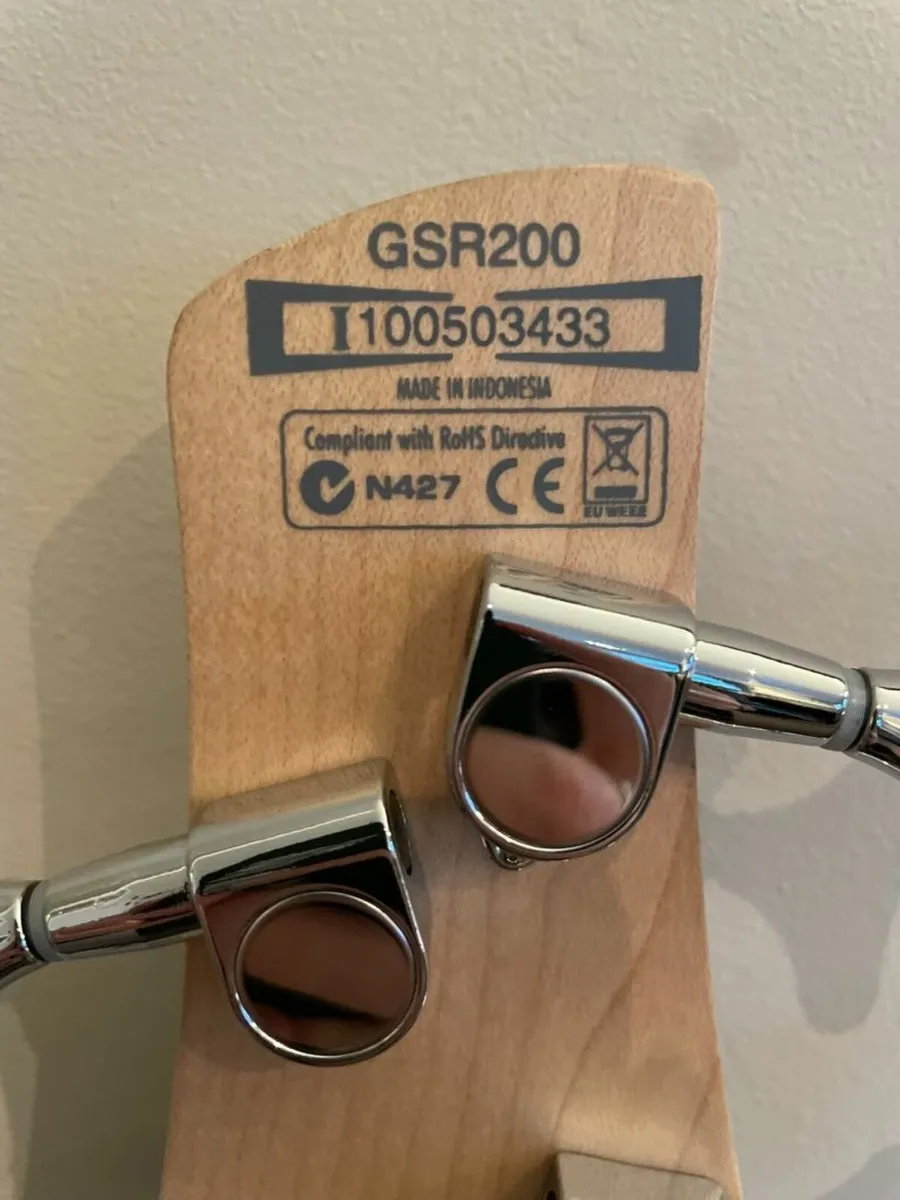 GSR200
I100503433
MADE IN INDONESIA
Compliant with RoHS Directive
N427 CE
EU WEEE